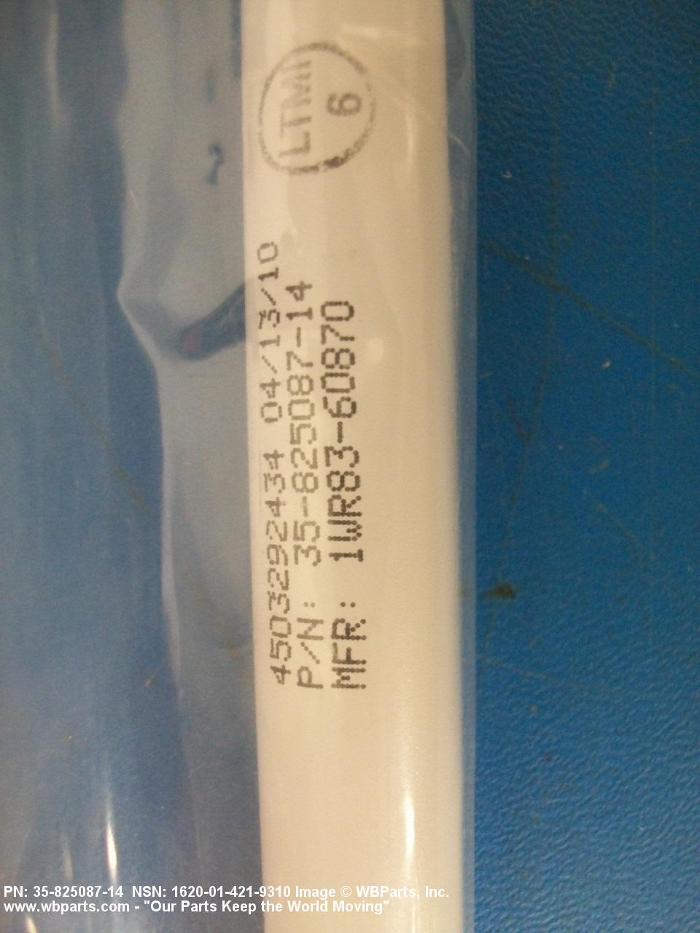 LTMI
6
4503292434 04/13/10
P/N: 35-825087-14
MFR: 1WR83-60870
PN: 35-825087-14 NSN: 1620-01-421-9310 Image © WBParts, Inc.
www.wbparts.com - "Our Parts Keep the World Moving"